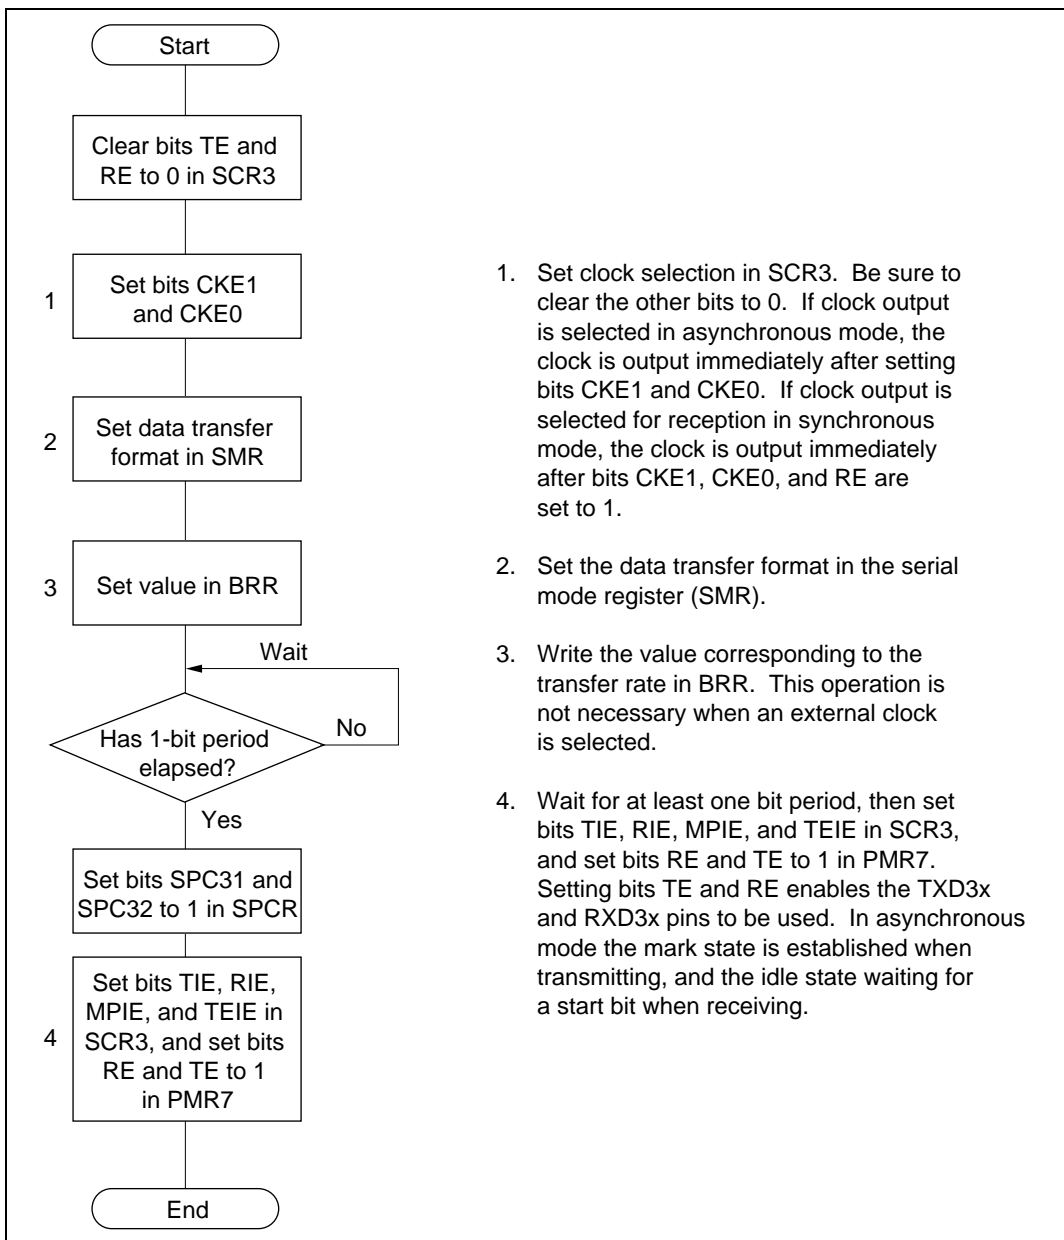 Start
Clear bits TE and
RE to 0 in SCR3
1
Set bits CKE1
and CKE0
2
Set data transfer
format in SMR
3
Set value in BRR
Wait
Has 1-bit period
elapsed?
No
Yes
Set bits SPC31 and
SPC32 to 1 in SPCR
4
Set bits TIE, RIE,
MPIE, and TEIE in
SCR3, and set bits
RE and TE to 1
in PMR7
End
1. Set clock selection in SCR3. Be sure to
clear the other bits to 0. If clock output
is selected in asynchronous mode, the
clock is output immediately after setting
bits CKE1 and CKE0. If clock output is
selected for reception in synchronous
mode, the clock is output immediately
after bits CKE1, CKE0, and RE are
set to 1.
2. Set the data transfer format in the serial
mode register (SMR).
3. Write the value corresponding to the
transfer rate in BRR. This operation is
not necessary when an external clock
is selected.
4. Wait for at least one bit period, then set
bits TIE, RIE, MPIE, and TEIE in SCR3,
and set bits RE and TE to 1 in PMR7.
Setting bits TE and RE enables the TXD3x
and RXD3x pins to be used. In asynchronous
mode the mark state is established when
transmitting, and the idle state waiting for
a start bit when receiving.